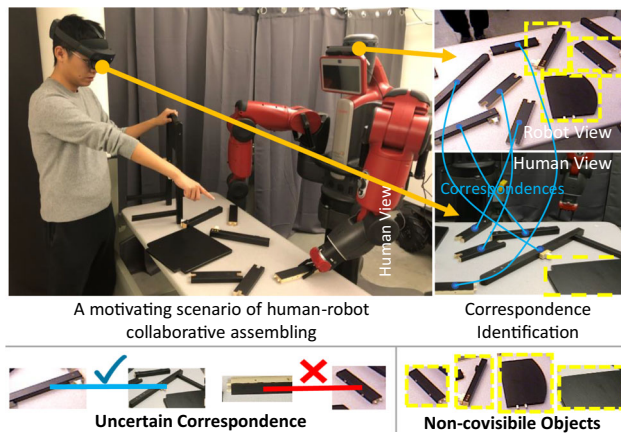 Robot View
Human View
Correspondences
Human View
A motivating scenario of human-robot
collaborative assembling
Correspondence
Identification
Uncertain Correspondence
Non-covisibile Objects